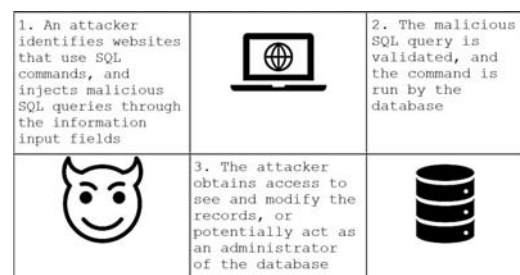 1. An attacker
identifies websites
that use SQL
commands, and
injects malicious
SQL queries through
the information
input fields
2. The malicious
SQL query is
validated, and
the command is
run by the
database
3. The attacker
obtains access to
see and modify the
records, or
potentially act as
an administrator
of the database